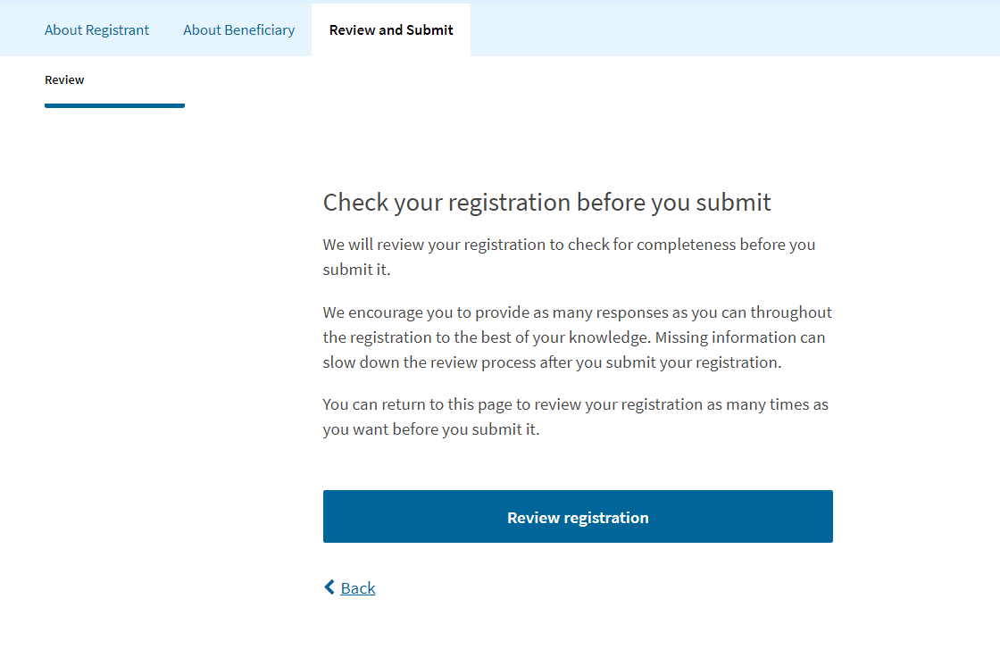 About Registrant
About Beneficiary
Review and Submit
Review
Check your registration before you submit
We will review your registration to check for completeness before you
submit it.
We encourage you to provide as many responses as you can throughout
the registration to the best of your knowledge. Missing information can
slow down the review process after you submit your registration.
You can return to this page to review your registration as many times as
you want before you submit it.
Review registration
Back